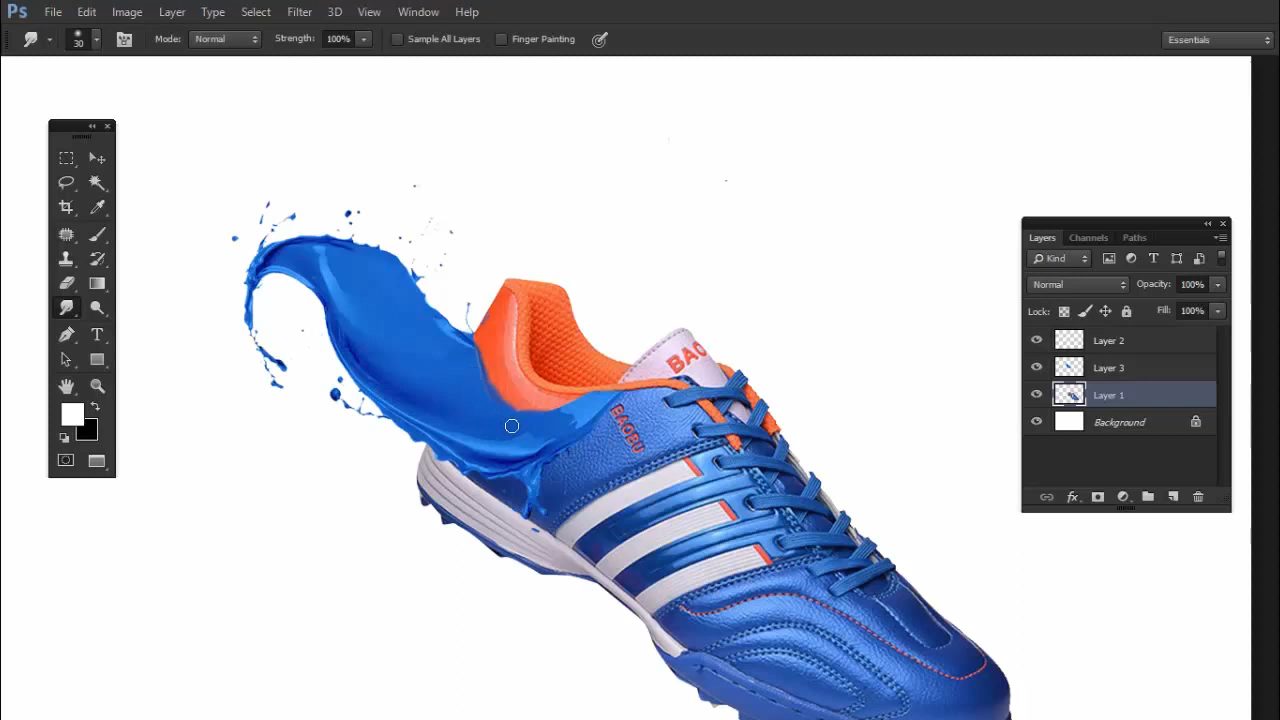 Ps File Edit Image Layer Type Select Filter 3D View Window Help
30 Mode: Normal Strength: 100% Sample All Layers Finger Painting Essentials
Layers Channels Paths
Kind
Normal Opacity: 100%
Lock: Fill: 100%
Layer 2
Layer 3
Layer 1
Background
fx
T
T
BAO
BAOBU